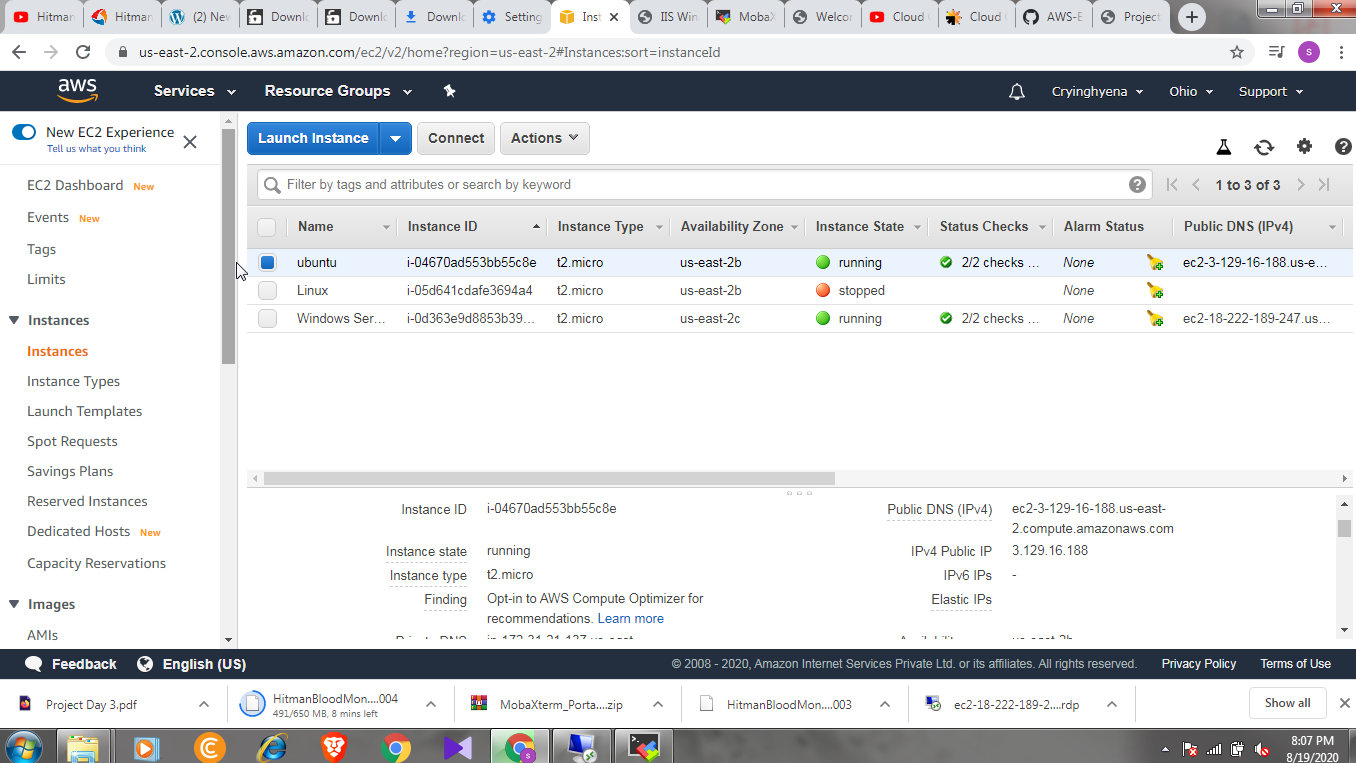 Hitman
Hitman
(2) Nev
Downlo
Downlo
Downlo
Setting
Inst
IIS Win
MobaX
Welcor
Cloud
Cloud
AWS-E
Project
us-east-2.console.aws.amazon.com/ec2/v2/home?region=us-east-2#Instances:sort=instanceId
s
aws
Services
Resource Groups
Cryinghyena
Ohio
Support
New EC2 Experience
Tell us what you think
EC2 Dashboard New
Events New
Tags
Limits
Instances
Instances
Instance Types
Launch Templates
Spot Requests
Savings Plans
Reserved Instances
Dedicated Hosts New
Capacity Reservations
Images
AMIs
Launch Instance
Connect
Actions
Filter by tags and attributes or search by keyword
1 to 3 of 3
Name Instance ID Instance Type Availability Zone Instance State Status Checks Alarm Status Public DNS (IPv4)
ubuntu i-04670ad553bb55c8e t2.micro us-east-2b running 2/2 checks ... None ec2-3-129-16-188.us-e...
Linux i-05d641cdafe3694a4 t2.micro us-east-2b stopped None
Windows Ser... i-0d363e9d8853b39... t2.micro us-east-2c running 2/2 checks ... None ec2-18-222-189-247.us...
Instance ID i-04670ad553bb55c8e
Instance state running
Instance type t2.micro
Finding Opt-in to AWS Compute Optimizer for
recommendations. Learn more
Public DNS (IPv4) ec2-3-129-16-188.us-east-
2.compute.amazonaws.com
IPv4 Public IP 3.129.16.188
IPv6 IPs -
Elastic IPs
Feedback
English (US)
© 2008 - 2020, Amazon Internet Services Private Ltd. or its affiliates. All rights reserved.
Privacy Policy
Terms of Use
Project Day 3.pdf
HitmanBloodMon....004
491/650 MB, 8 mins left
MobaXterm_Porta....zip
HitmanBloodMon....003
ec2-18-222-189-2....rdp
Show all
8:07 PM
8/19/2020